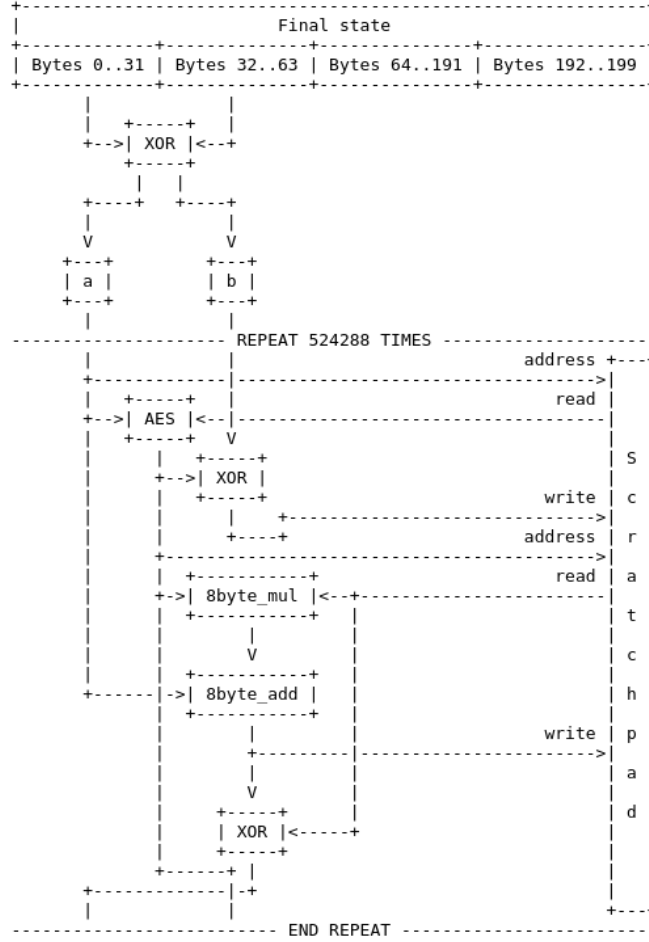 Final state
Bytes 0..31 | Bytes 32..63 | Bytes 64..191 | Bytes 192..199
XOR
V V
a b
REPEAT 524288 TIMES
address
read
AES
V
S
XOR
write c
address r
read a
8byte_mul
t
V c
8byte_add h
write p
a
V
d
XOR
END REPEAT